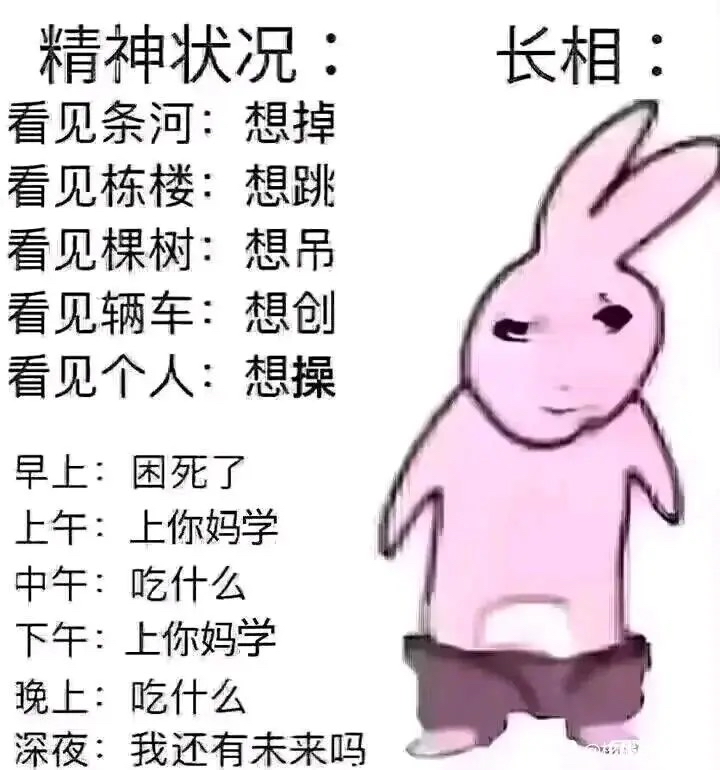 精神状况：
长相：
看见条河：想掉
看见栋楼：想跳
看见棵树：想吊
看见辆车：想创
看见个人：想操
早上：困死了
上午：上你妈学
中午：吃什么
下午：上你妈学
晚上：吃什么
深夜：我还有未来吗